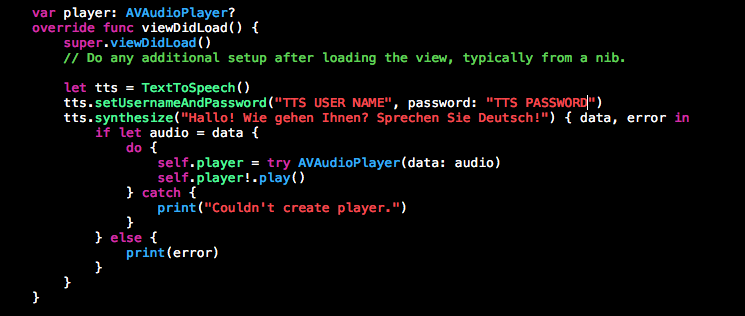 var player: AVAudioPlayer?
override func viewDidLoad() {
    super.viewDidLoad()
    // Do any additional setup after loading the view, typically from a nib.

    let tts = TextToSpeech()
    tts.setUsernameAndPassword("TTS USER NAME", password: "TTS PASSWORD")
    tts.synthesize("Hallo! Wie gehen Ihnen? Sprechen Sie Deutsch!") { data, error in
        if let audio = data {
            do {
                self.player = try AVAudioPlayer(data: audio)
                self.player!.play()
            } catch {
                print("Couldn't create player.")
            }
        } else {
            print(error)
        }
    }
}